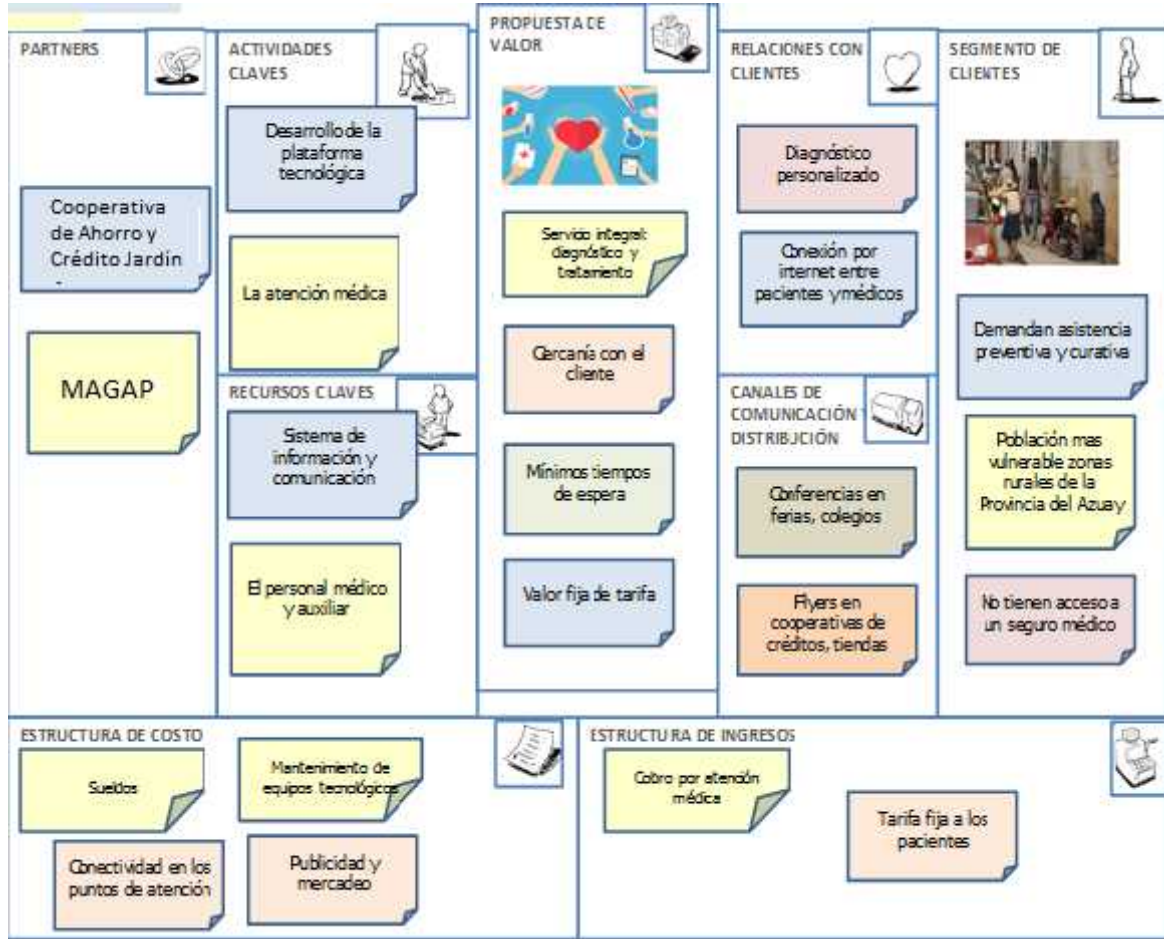 PARTNERS
Cooperativa
de Ahorro y
Crédito Jardín
MAGAP
ACTIVIDADES
CLAVES
Desarrollo de la
plataforma
tecnológica
La atención médica
RECURSOS CLAVES
Sistema de
información y
comunicación
El personal médico
y auxiliar
PROPUESTA DE
VALOR
Servicio integral:
diagnóstico y
tratamiento
Cercanía con el
cliente
Mínimos tiempos
de espera
Valor fija de tarifa
RELACIONES CON
CLIENTES
Diagnóstico
personalizado
Conexión por
internet entre
pacientes y médicos
CANALES DE
COMUNICACIÓN Y
DISTRIBUCIÓN
Conferencias en
ferias, colegios
Flyers en
cooperativas de
créditos, tiendas
SEGMENTO DE
CLIENTES
Demandan asistencia
preventiva y curativa
Población mas
vulnerable zonas
rurales de la
Provincia del Azuay
No tienen acceso a
un seguro médico
ESTRUCTURA DE COSTO
Sueldos
Mantenimiento de
equipos tecnológicos
Conectividad en los
puntos de atención
Publicidad y
mercadeo
ESTRUCTURA DE INGRESOS
Cobro por atención
médica
Tarifa fija a los
pacientes